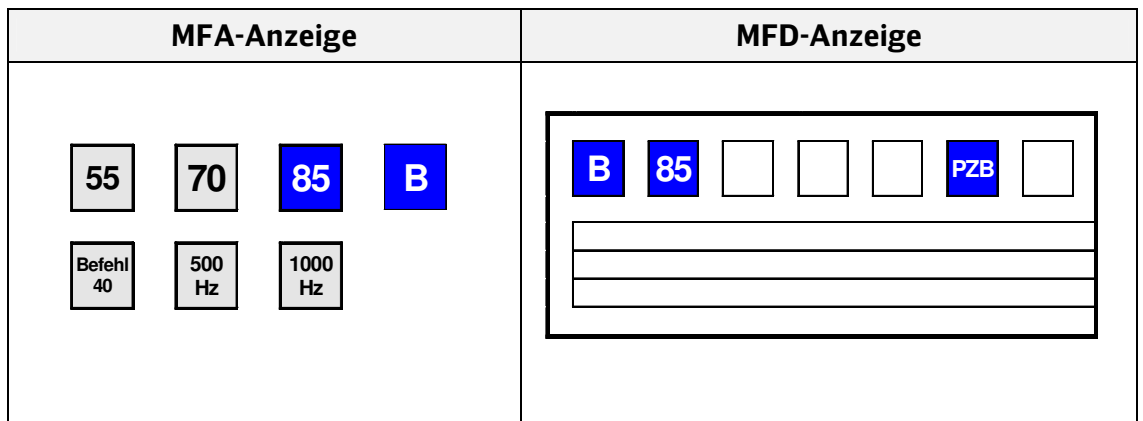 MFA-Anzeige
MFD-Anzeige
55 70 85 B
Befehl 500 1000
40 Hz Hz
B 85 PZB